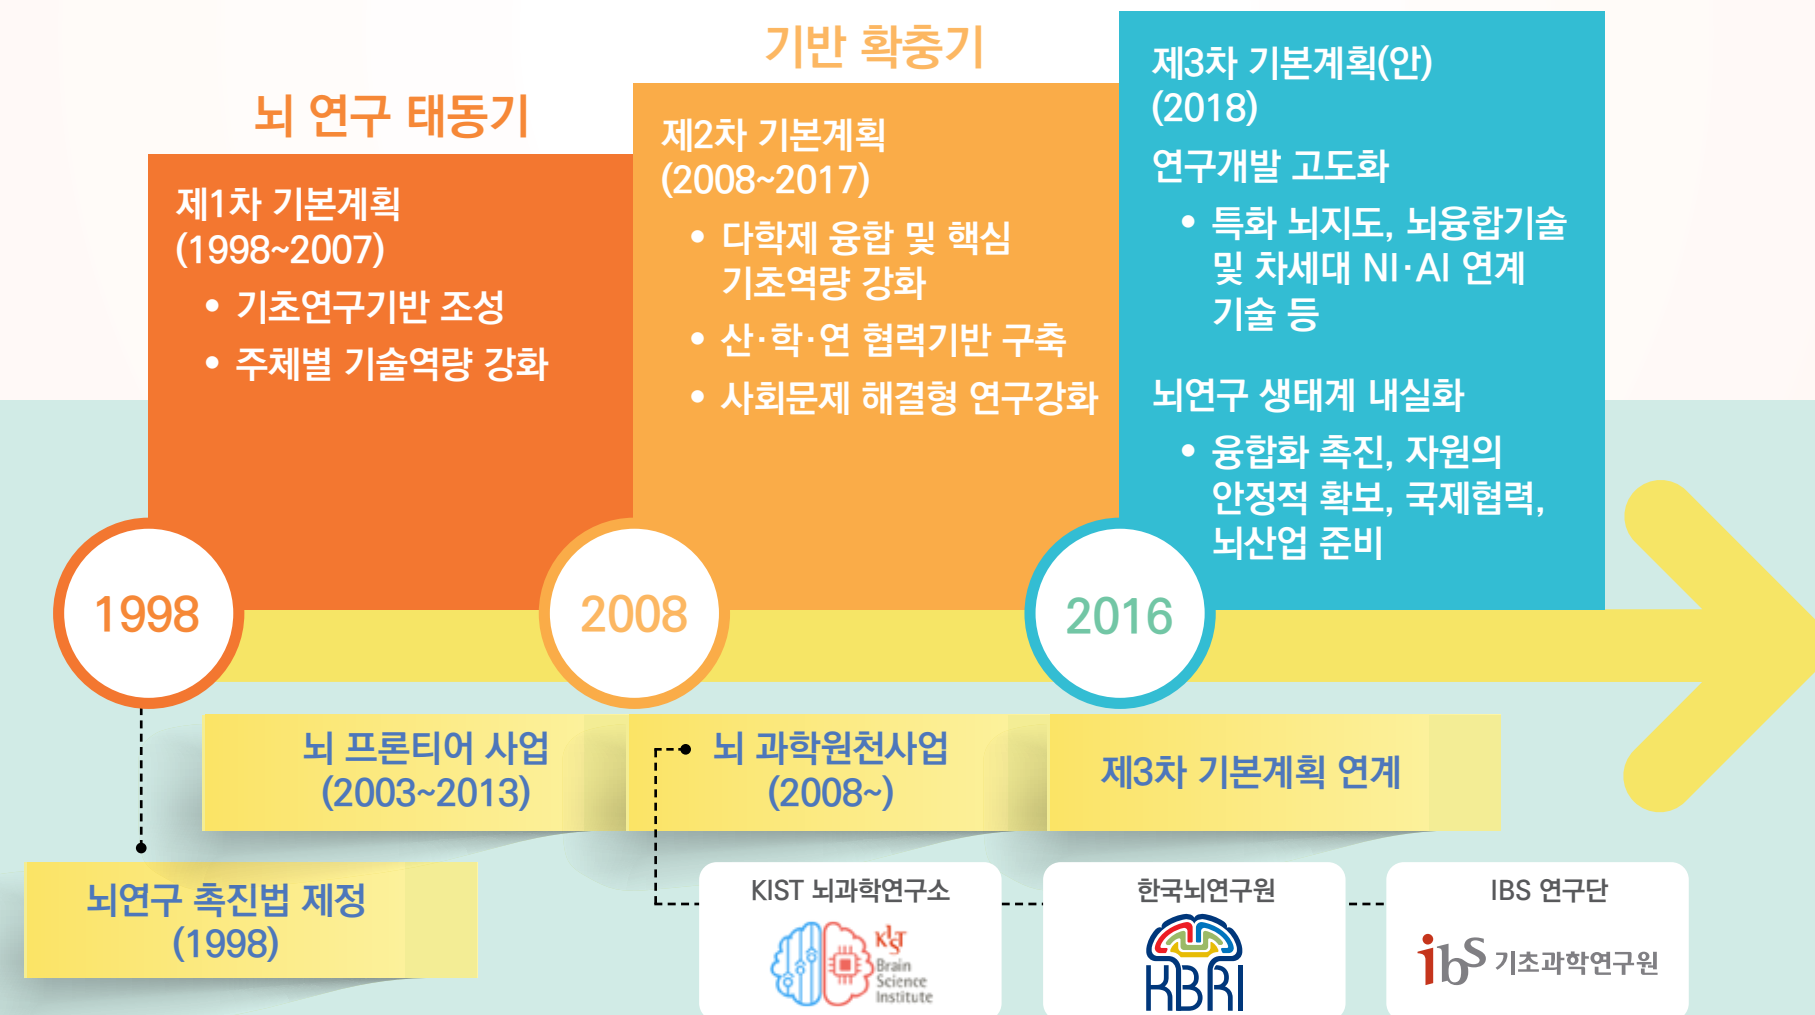 뇌 연구 태동기
제1차 기본계획
(1998~2007)
• 기초연구기반 조성
• 주체별 기술역량 강화
기반 확충기
제2차 기본계획
(2008~2017)
• 다학제 융합 및 핵심
기초역량 강화
• 산·학·연 협력기반 구축
• 사회문제 해결형 연구강화
제3차 기본계획(안)
(2018)
연구개발 고도화
• 특화 뇌지도, 뇌융합기술
및 차세대 NI·AI 연계
기술 등
뇌연구 생태계 내실화
• 융합화 촉진, 자원의
안정적 확보, 국제협력,
뇌산업 준비
1998
2008
2016
뇌 프론티어 사업
(2003~2013)
뇌 과학원천사업
(2008~)
제3차 기본계획 연계
뇌연구 촉진법 제정
(1998)
KIST 뇌과학연구소
KIST
Brain
Science
Institute
한국뇌연구원
KBRI
IBS 연구단
ibs 기초과학연구원